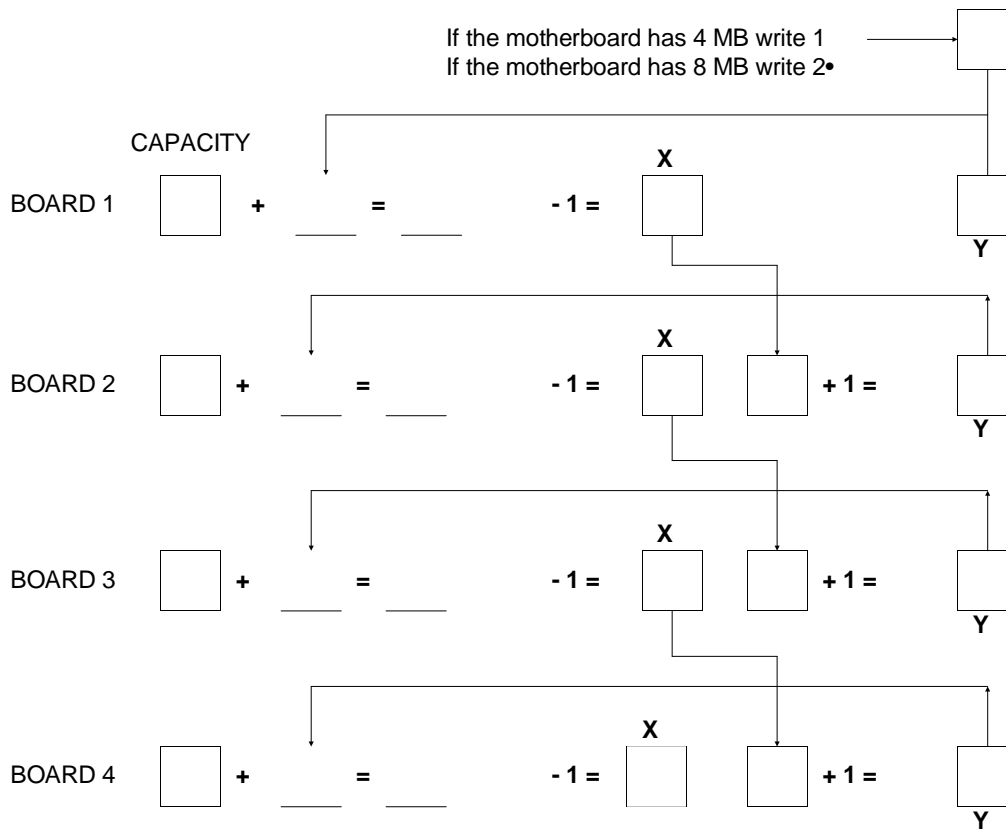 If the motherboard has 4 MB write 1
If the motherboard has 8 MB write 2•
CAPACITY
X
BOARD 1 + = - 1 =
Y
X
BOARD 2 + = - 1 = + 1 =
Y
X
BOARD 3 + = - 1 = + 1 =
Y
X
BOARD 4 + = - 1 = + 1 =
Y